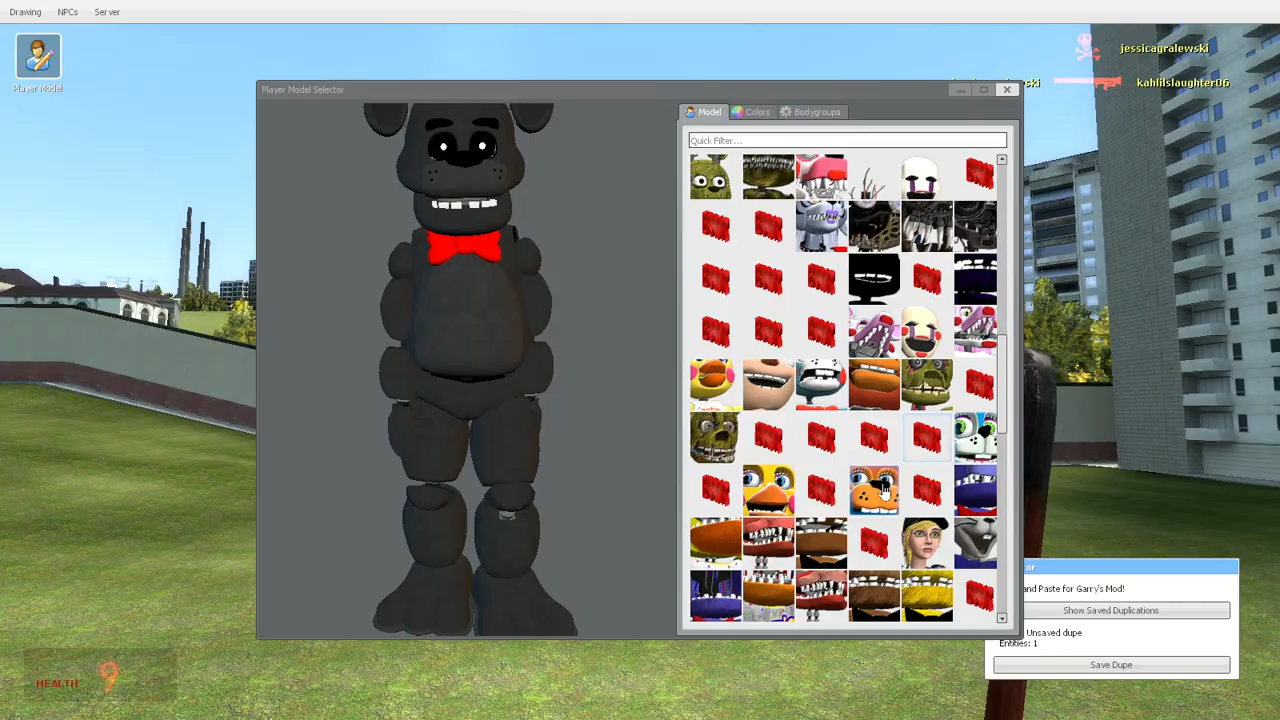 Drawing NPCs Server
Player Model
jessicagralewski
kahlilslaughter06
Player Model Selector
Model Colors Bodygroups
Quick Filter...
and Paste for Garry's Mod!
Show Saved Duplications
Unsaved dupe
Entities: 1
Save Dupe
HEALTH 9